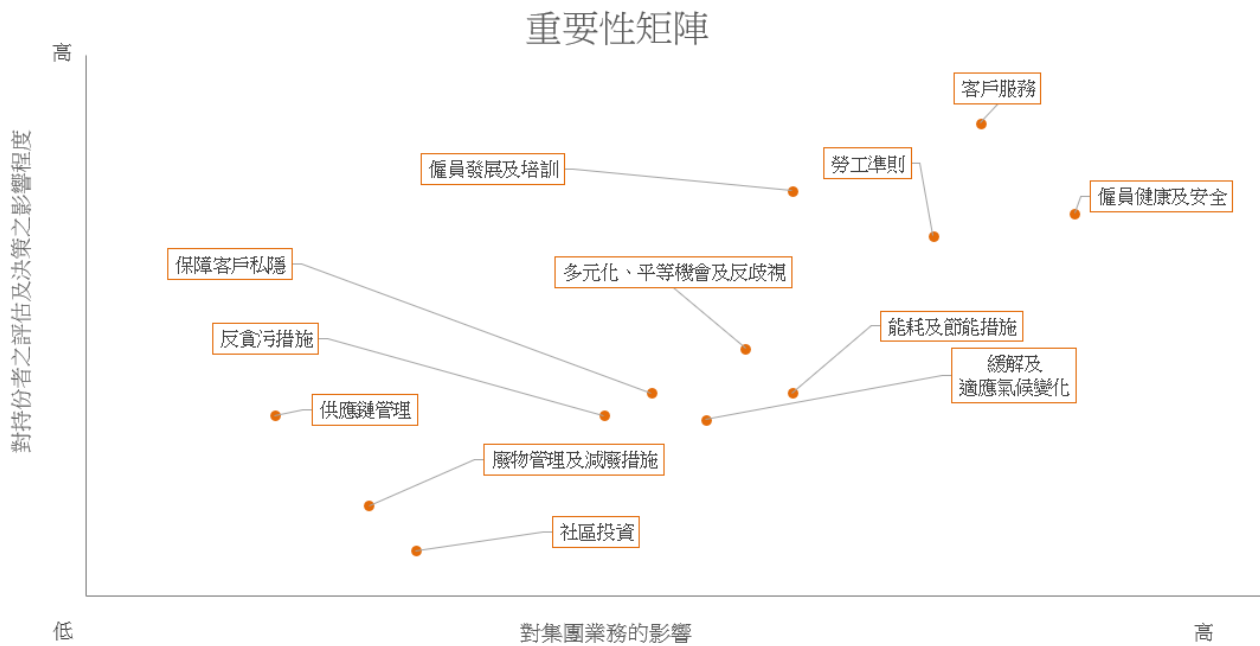 重要性矩陣
高
客戶服務
僱員發展及培訓
勞工準則
僱員健康及安全
對持份者之評估及決策之影響程度
保障客戶私隱
多元化、平等機會及反歧視
反貪污措施
能耗及節能措施
緩解及
適應氣候變化
供應鏈管理
廢物管理及減廢措施
社區投資
低
對集團業務的影響
高